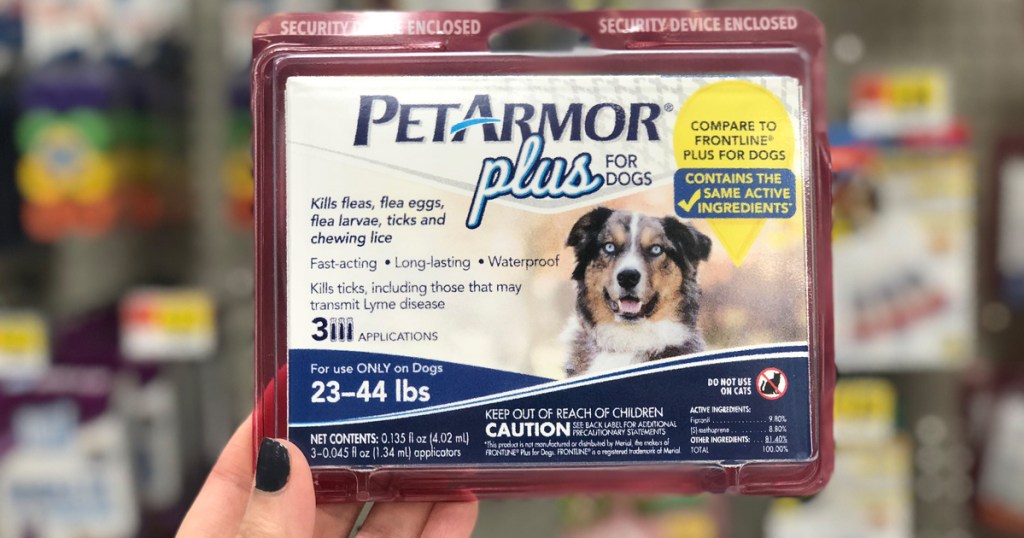 SECURITY DEVICE ENCLOSED SECURITY DEVICE ENCLOSED
PETARMOR®
plus FOR
DOGS
COMPARE TO
FRONTLINE®
PLUS FOR DOGS
CONTAINS THE
✓ SAME ACTIVE
INGREDIENTS*
Kills fleas, flea eggs,
flea larvae, ticks and
chewing lice
Fast-acting • Long-lasting • Waterproof
Kills ticks, including those that may
transmit Lyme disease
3 APPLICATIONS
For use ONLY on Dogs
23–44 lbs
NET CONTENTS: 0.135 fl oz (4.02 mL)
3–0.045 fl oz (1.34 mL) applicators
KEEP OUT OF REACH OF CHILDREN
CAUTION SEE BACK LABEL FOR ADDITIONAL
PRECAUTIONARY STATEMENTS
*This product is not manufactured or distributed by Merial, the makers of
FRONTLINE® Plus for Dogs. FRONTLINE® is a registered trademark of Merial.
DO NOT USE
ON CATS
ACTIVE INGREDIENTS:
Fipronil 9.80%
(S)-methoprene 8.80%
OTHER INGREDIENTS: 81.40%
TOTAL 100.00%